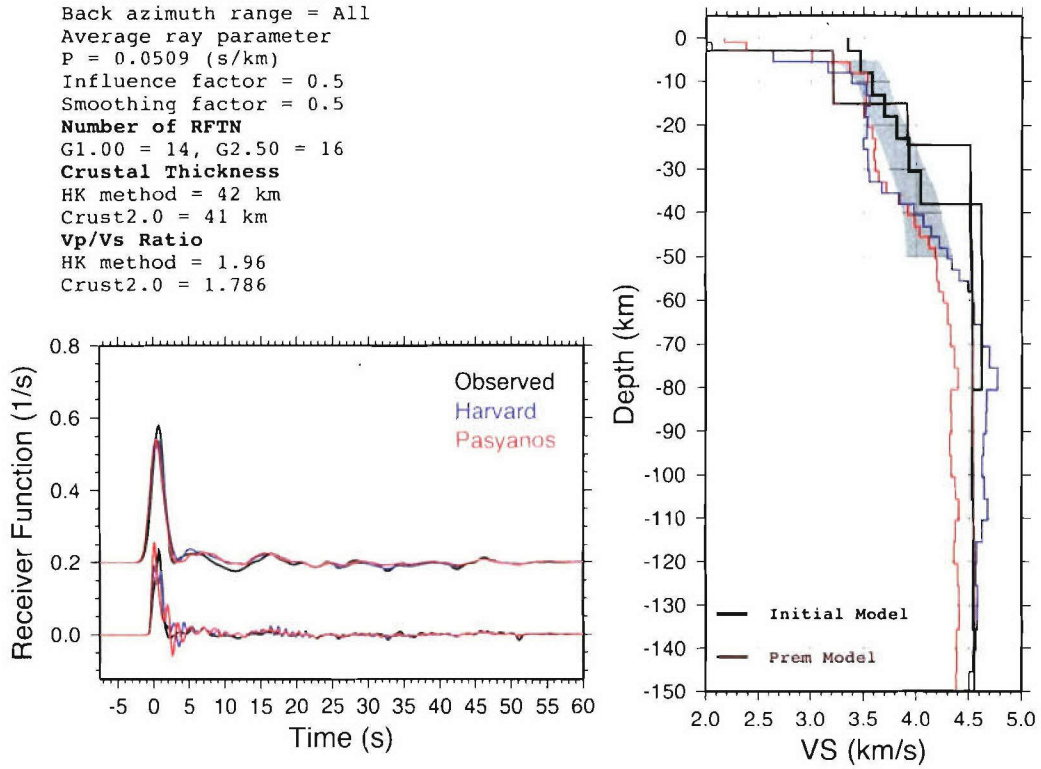 Back azimuth range = All
Average ray parameter
P = 0.0509 (s/km)
Influence factor = 0.5
Smoothing factor = 0.5
Number of RFTN
G1.00 = 14, G2.50 = 16
Crustal Thickness
HK method = 42 km
Crust2.0 = 41 km
Vp/Vs Ratio
HK method = 1.96
Crust2.0 = 1.786
0.8
0.6
0.4
0.2
0.0
Receiver Function (1/s)
Observed
Harvard
Pasyanos
-5 0 5 10 15 20 25 30 35 40 45 50 55 60
Time (s)
0
-10
-20
-30
-40
-50
-60
-70
-80
-90
-100
-110
-120
-130
-140
-150
Depth (km)
Initial Model
Prem Model
2.0 2.5 3.0 3.5 4.0 4.5 5.0
VS (km/s)